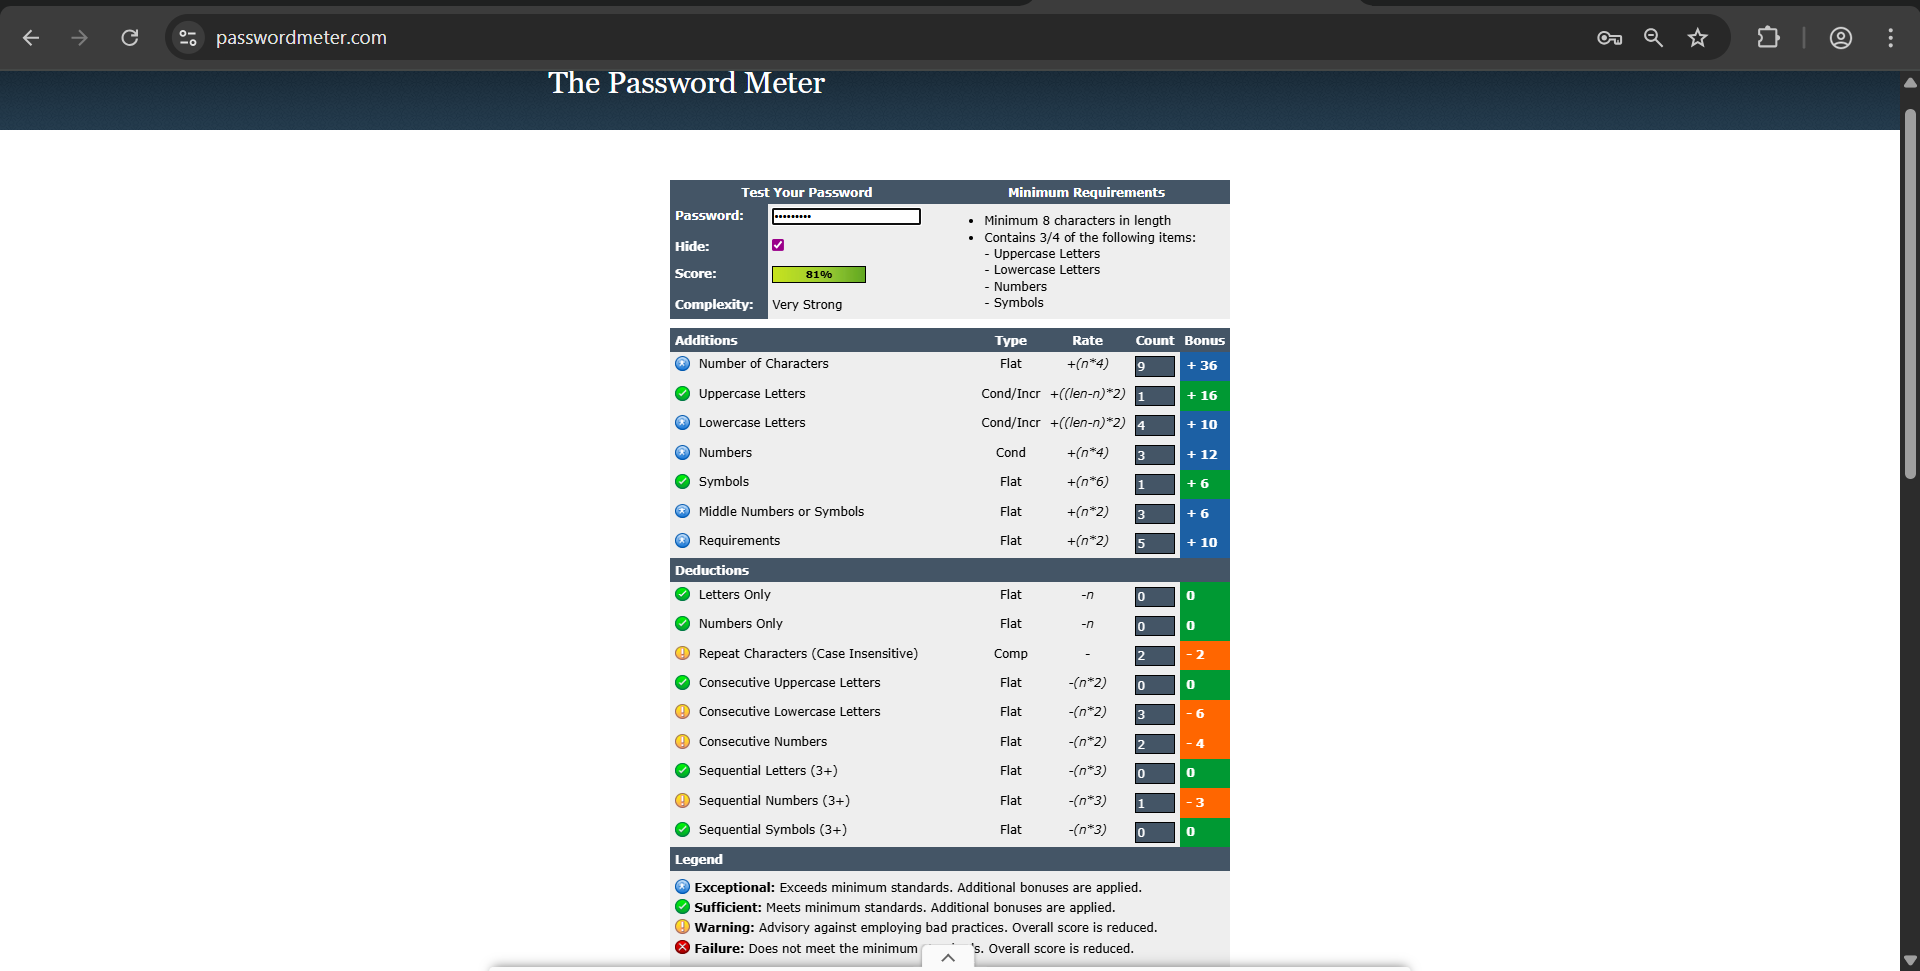 passwordmeter.com
The Password Meter
Test Your Password Minimum Requirements
Password: •••••••••
Hide:
Score: 81%
Complexity: Very Strong
• Minimum 8 characters in length
• Contains 3/4 of the following items:
- Uppercase Letters
- Lowercase Letters
- Numbers
- Symbols
Additions Type Rate Count Bonus
Number of Characters Flat +(n*4) 9 + 36
Uppercase Letters Cond/Incr +((len-n)*2) 1 + 16
Lowercase Letters Cond/Incr +((len-n)*2) 4 + 10
Numbers Cond +(n*4) 3 + 12
Symbols Flat +(n*6) 1 + 6
Middle Numbers or Symbols Flat +(n*2) 3 + 6
Requirements Flat +(n*2) 5 + 10
Deductions
Letters Only Flat -n 0 0
Numbers Only Flat -n 0 0
Repeat Characters (Case Insensitive) Comp - 2 - 2
Consecutive Uppercase Letters Flat -(n*2) 0 0
Consecutive Lowercase Letters Flat -(n*2) 3 - 6
Consecutive Numbers Flat -(n*2) 2 - 4
Sequential Letters (3+) Flat -(n*3) 0 0
Sequential Numbers (3+) Flat -(n*3) 1 - 3
Sequential Symbols (3+) Flat -(n*3) 0 0
Legend
Exceptional: Exceeds minimum standards. Additional bonuses are applied.
Sufficient: Meets minimum standards. Additional bonuses are applied.
Warning: Advisory against employing bad practices. Overall score is reduced.
Failure: Does not meet the minimum Overall score is reduced.